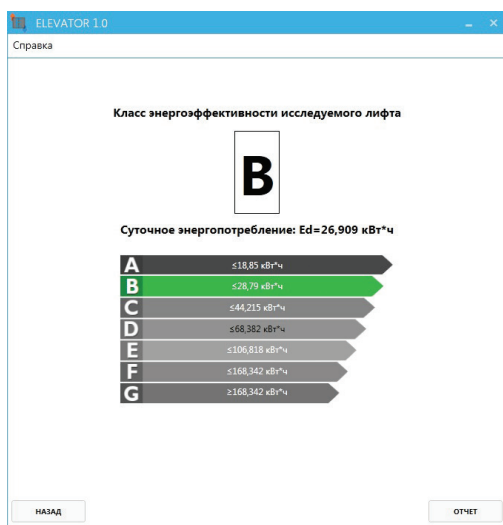 ELEVATOR 1.0
Справка
Класс энергоэффективности исследуемого лифта
B
Суточное энергопотребление: Ed=26,909 кВт*ч
A ≤18,85 кВт*ч
B ≤28,79 кВт*ч
C ≤44,215 кВт*ч
D ≤68,382 кВт*ч
E ≤106,818 кВт*ч
F ≤168,342 кВт*ч
G ≥168,342 кВт*ч
НАЗАД ОТЧЕТ